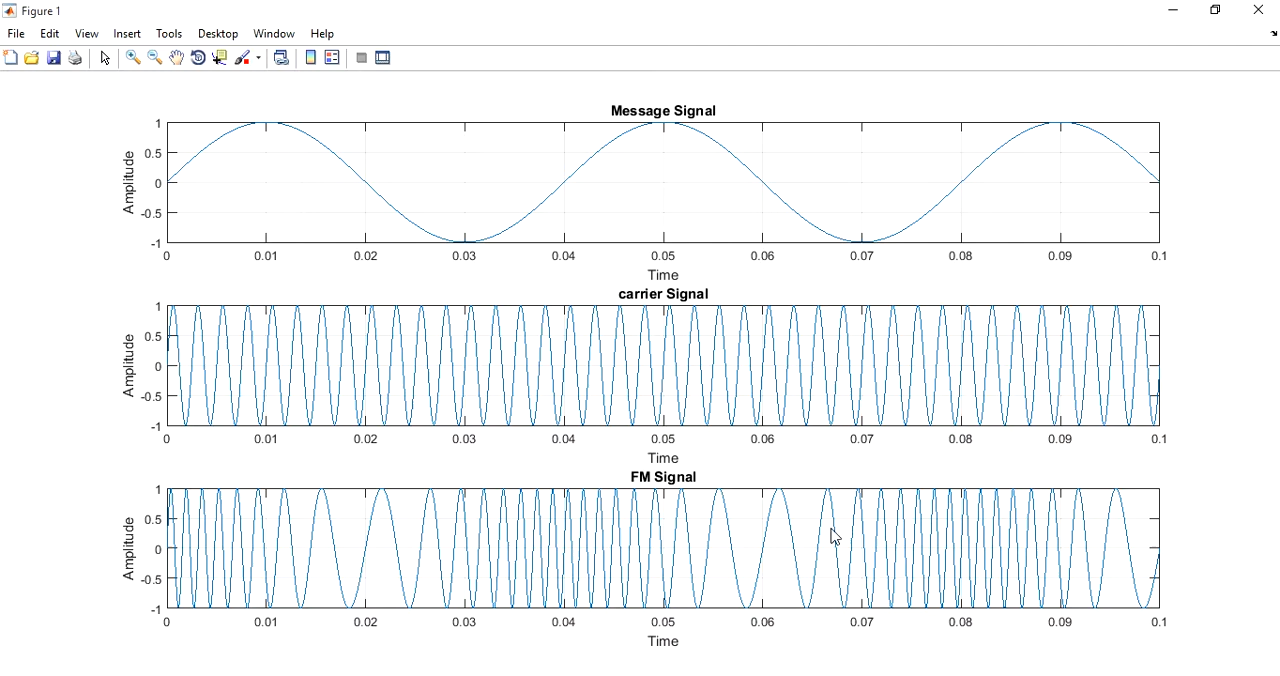 Figure 1
File Edit View Insert Tools Desktop Window Help
Message Signal
Amplitude
1
0.5
0
-0.5
-1
0 0.01 0.02 0.03 0.04 0.05 0.06 0.07 0.08 0.09 0.1
Time
carrier Signal
Amplitude
1
0.5
0
-0.5
-1
0 0.01 0.02 0.03 0.04 0.05 0.06 0.07 0.08 0.09 0.1
Time
FM Signal
Amplitude
1
0.5
0
-0.5
-1
0 0.01 0.02 0.03 0.04 0.05 0.06 0.07 0.08 0.09 0.1
Time